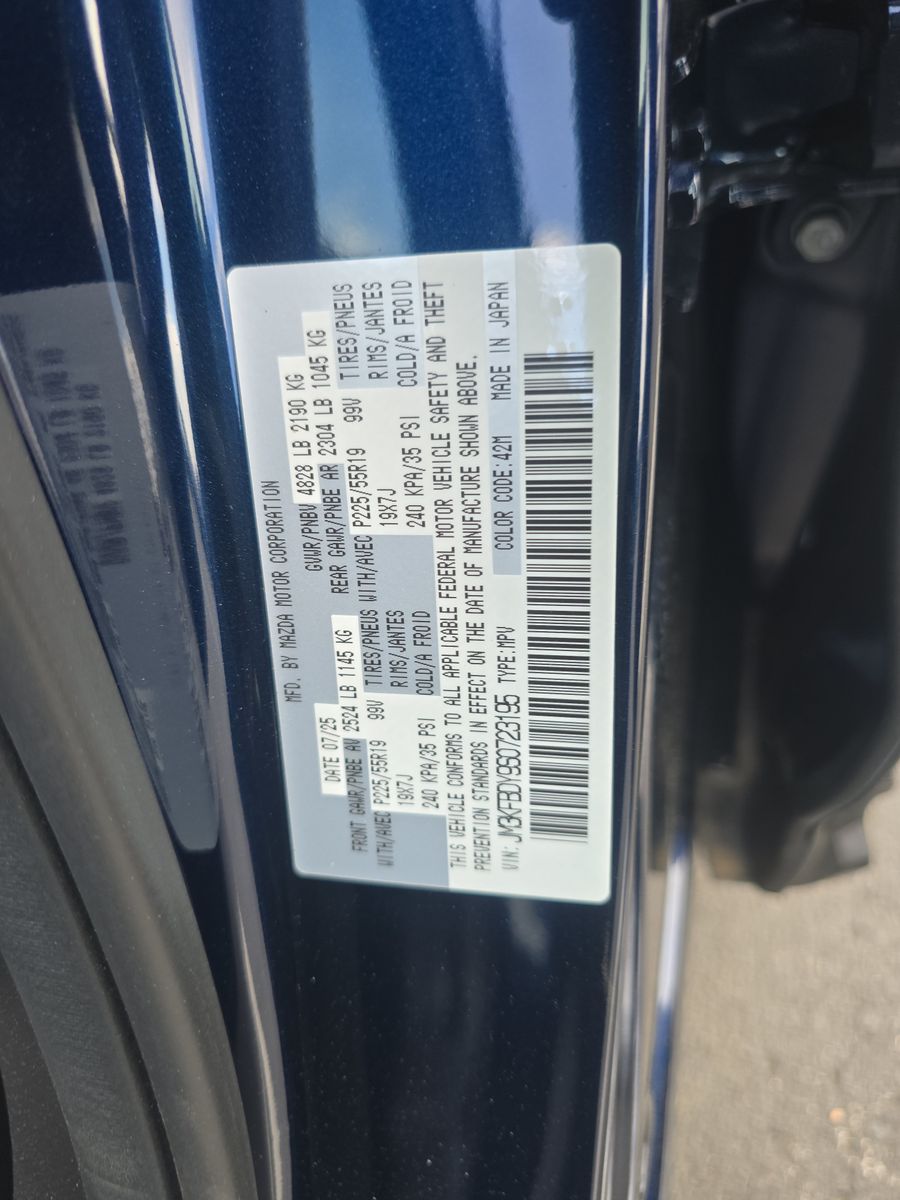 MFD. BY MAZDA MOTOR CORPORATION
DATE 07/25 GVWR/PNBV 4828 LB 2190 KG
FRONT GAWR/PNBE AV 2524 LB 1145 KG REAR GAWR/PNBE AR 2304 LB 1045 KG
WITH/AVEC P225/55R19 99V TIRES/PNEUS WITH/AVEC P225/55R19 99V TIRES/PNEUS
19X7J RIMS/JANTES 19X7J RIMS/JANTES
240 KPA/35 PSI COLD/A FROID 240 KPA/35 PSI COLD/A FROID
THIS VEHICLE CONFORMS TO ALL APPLICABLE FEDERAL MOTOR VEHICLE SAFETY AND THEFT
PREVENTION STANDARDS IN EFFECT ON THE DATE OF MANUFACTURE SHOWN ABOVE.
VIN: JM3KFBDY9S0723195 TYPE:MPV COLOR CODE:42M MADE IN JAPAN